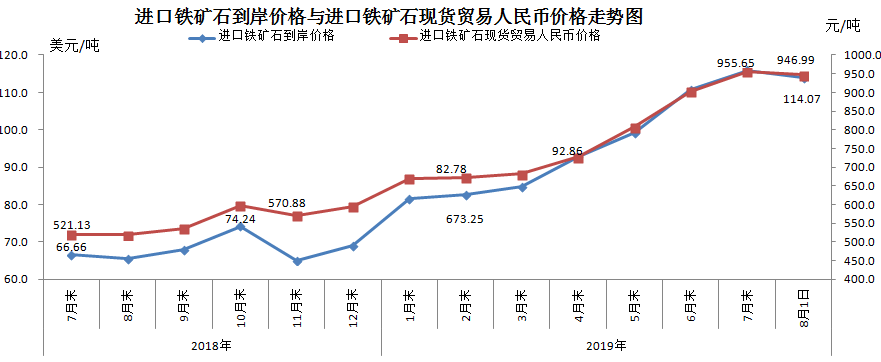 进口铁矿石到岸价格与进口铁矿石现货贸易人民币价格走势图
美元/吨
进口铁矿石到岸价格
进口铁矿石现货贸易人民币价格
元/吨
120.0
110.0
100.0
90.0
80.0
70.0
60.0
1000.0
950.0
900.0
850.0
800.0
750.0
700.0
650.0
600.0
550.0
500.0
450.0
400.0
521.13
66.66
74.24
570.88
82.78
673.25
92.86
955.65
946.99
114.07
7月末
8月末
9月末
10月末
11月末
12月末
1月末
2月末
3月末
4月末
5月末
6月末
7月末
8月1日
2018年
2019年